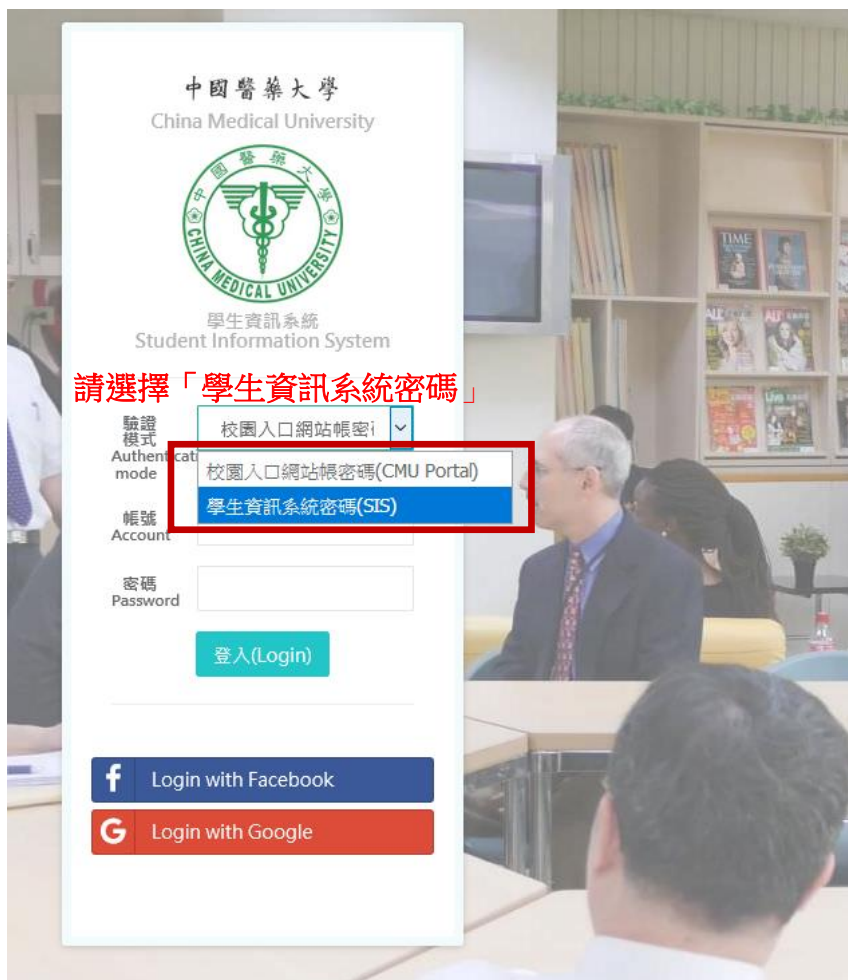 中國醫藥大學
China Medical University
中國醫藥大學
CHINA MEDICAL UNIVERSITY
學生資訊系統
Student Information System
請選擇「學生資訊系統密碼」
驗證
模式
Authenticati
mode
校園入口網站帳密
校園入口網站帳密碼(CMU Portal)
學生資訊系統密碼(SIS)
帳號
Account
密碼
Password
登入(Login)
f Login with Facebook
G Login with Google
TIME